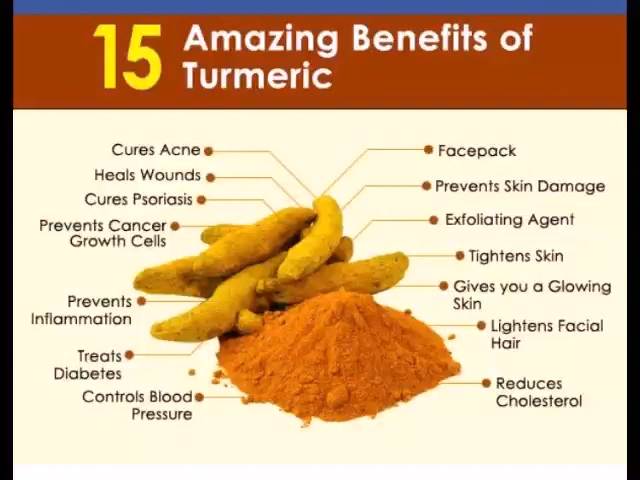 15 Amazing Benefits of
Turmeric
Cures Acne
Heals Wounds
Cures Psoriasis
Prevents Cancer
Growth Cells
Prevents
Inflammation
Treats
Diabetes
Controls Blood
Pressure
Facepack
Prevents Skin Damage
Exfoliating Agent
Tightens Skin
Gives you a Glowing
Skin
Lightens Facial
Hair
Reduces
Cholesterol